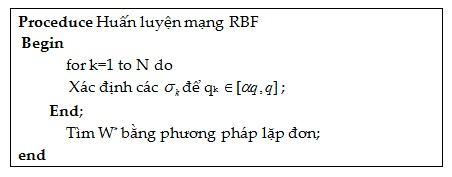 Proceduce Huấn luyện mạng RBF
Begin
for k=1 to N do
Xác định các σk để qk ∈ [αq, q] ;
End;
Tìm W* bằng phương pháp lặp đơn;
end